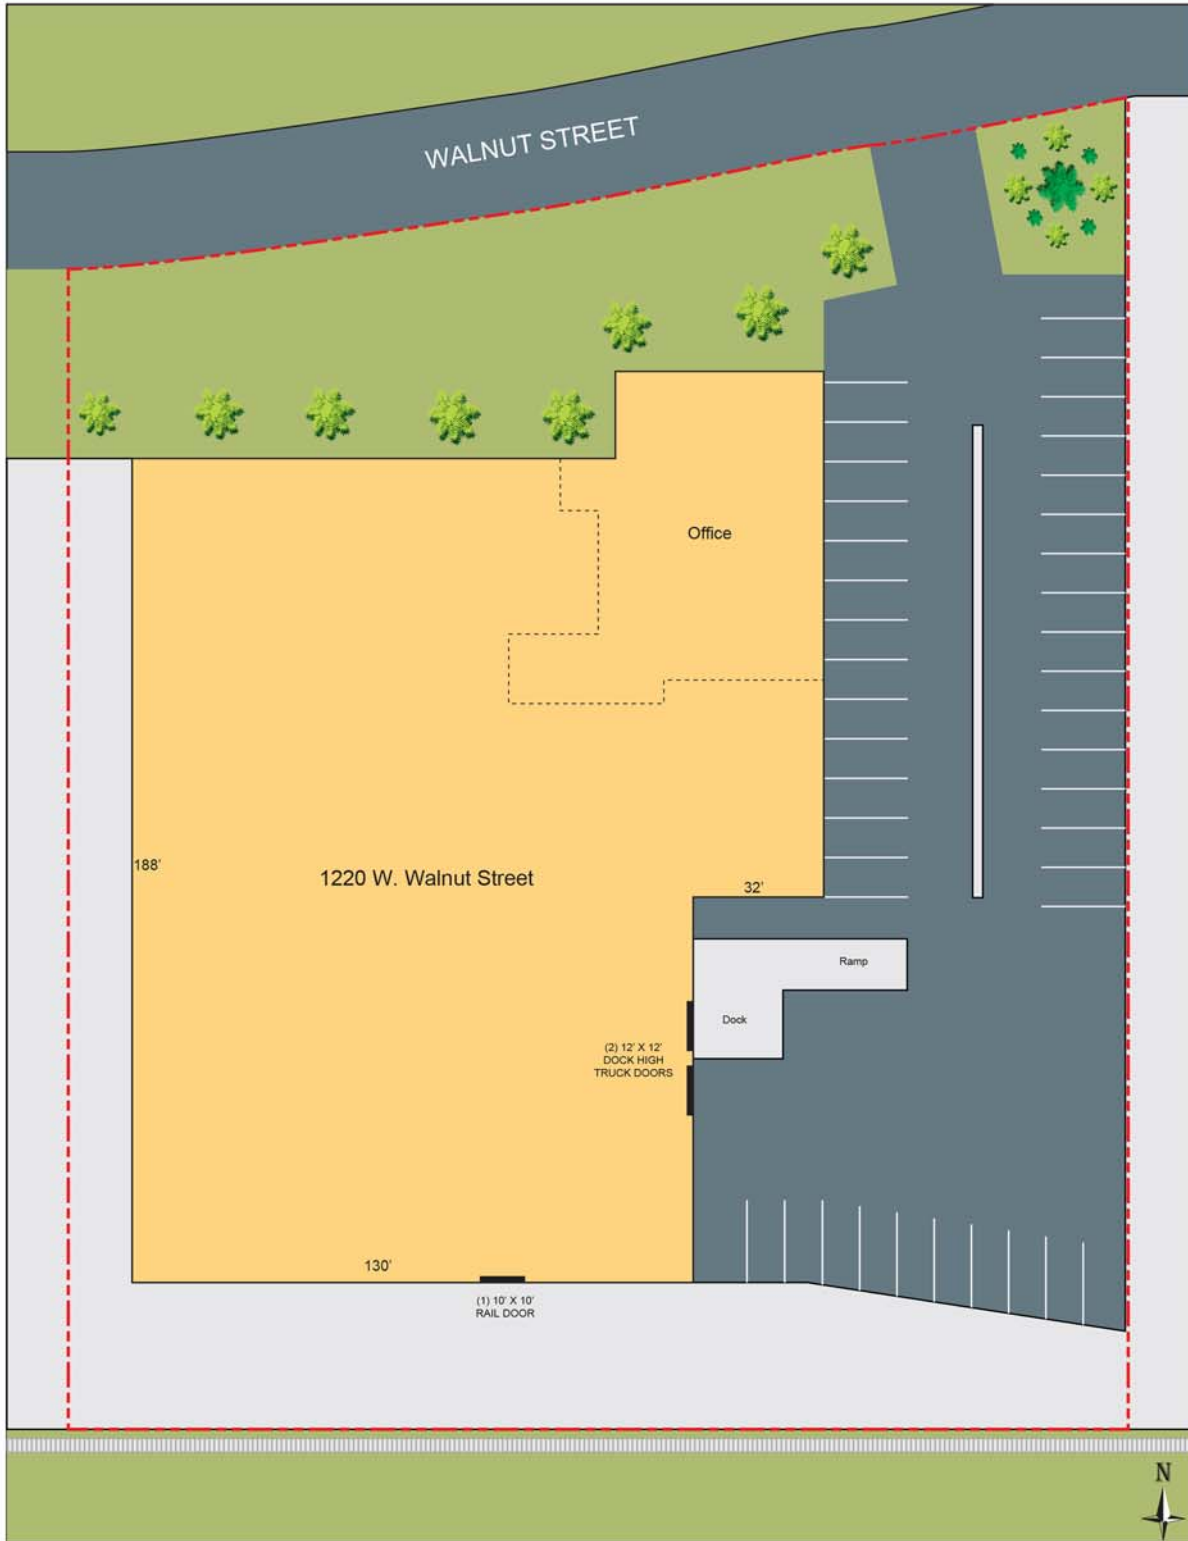 WALNUT STREET
Office
188'
1220 W. Walnut Street
32'
Ramp
Dock
(2) 12' X 12'
DOCK HIGH
TRUCK DOORS
130'
(1) 10' X 10'
RAIL DOOR
N